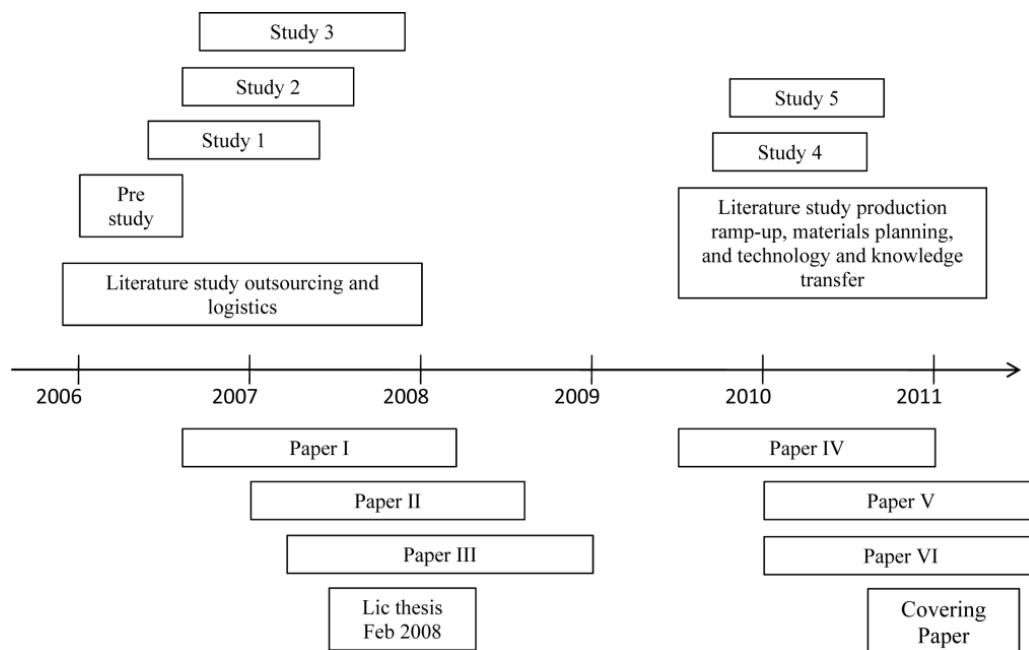 Study 3
Study 2
Study 5
Study 1
Study 4
Pre
study
Literature study production
ramp-up, materials planning,
and technology and knowledge
transfer
Literature study outsourcing and
logistics
2006
2007
2008
2009
2010
2011
Paper I
Paper IV
Paper II
Paper V
Paper III
Paper VI
Lic thesis
Feb 2008
Covering
Paper